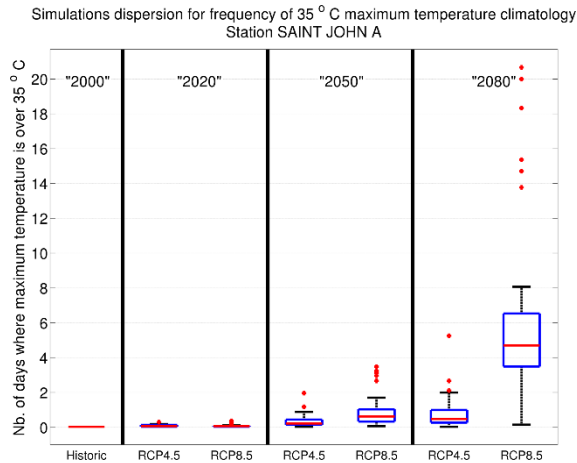 Simulations dispersion for frequency of 35 ° C maximum temperature climatology
Station SAINT JOHN A
Nb. of days where maximum temperature is over 35 ° C
"2000" "2020" "2050" "2080"
20
18
16
14
12
10
8
6
4
2
0
Historic RCP4.5 RCP8.5 RCP4.5 RCP8.5 RCP4.5 RCP8.5